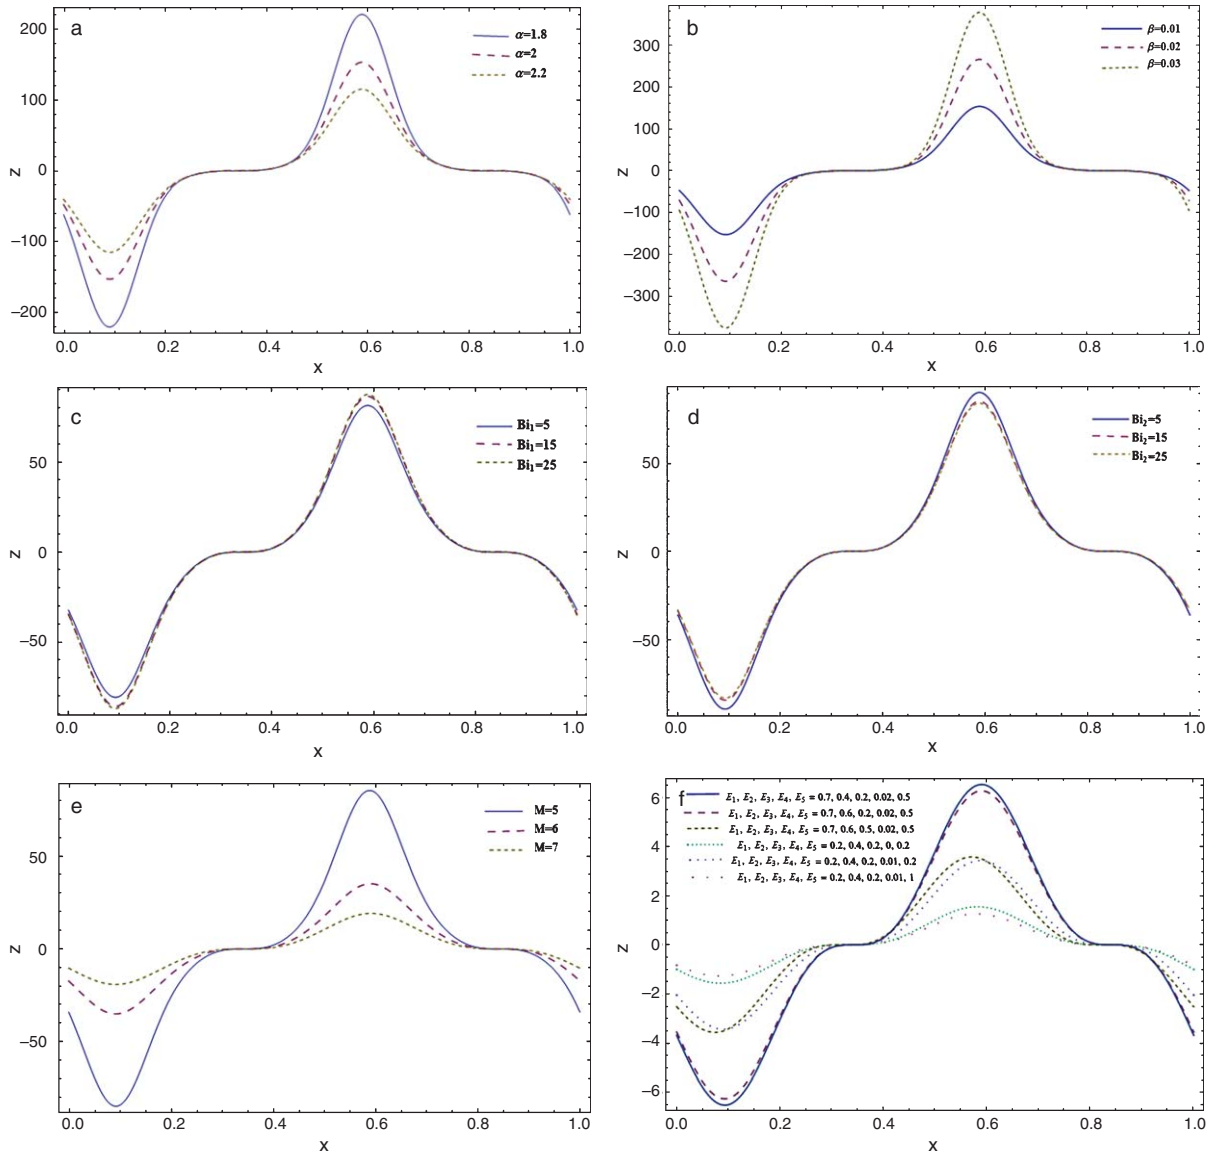 a
α=1.8
α=2
α=2.2
200
100
0
−100
−200
z
0.0 0.2 0.4 0.6 0.8 1.0
x
b
β=0.01
β=0.02
β=0.03
300
200
100
0
−100
−200
−300
z
0.0 0.2 0.4 0.6 0.8 1.0
x
c
Bi₁=5
Bi₁=15
Bi₁=25
50
0
−50
z
0.0 0.2 0.4 0.6 0.8 1.0
x
d
Bi₂=5
Bi₂=15
Bi₂=25
50
0
−50
z
0.0 0.2 0.4 0.6 0.8 1.0
x
e
M=5
M=6
M=7
50
0
−50
z
0.0 0.2 0.4 0.6 0.8 1.0
x
f
E₁, E₂, E₃, E₄, E₅ = 0.7, 0.4, 0.2, 0.02, 0.5
E₁, E₂, E₃, E₄, E₅ = 0.7, 0.6, 0.2, 0.02, 0.5
E₁, E₂, E₃, E₄, E₅ = 0.7, 0.6, 0.5, 0.02, 0.5
E₁, E₂, E₃, E₄, E₅ = 0.2, 0.4, 0.2, 0, 0.2
E₁, E₂, E₃, E₄, E₅ = 0.2, 0.4, 0.2, 0.01, 0.2
E₁, E₂, E₃, E₄, E₅ = 0.2, 0.4, 0.2, 0.01, 1
6
4
2
0
−2
−4
−6
z
0.0 0.2 0.4 0.6 0.8 1.0
x